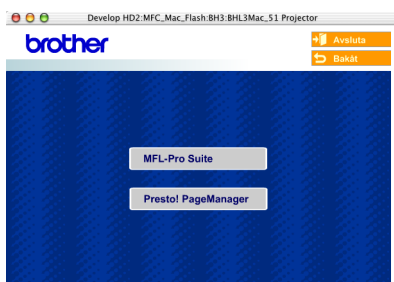 Develop HD2:MFC_Mac_Flash:BH3:BHL3Mac_51 Projector
brother
Avsluta
Bakåt
MFL-Pro Suite
Presto! PageManager